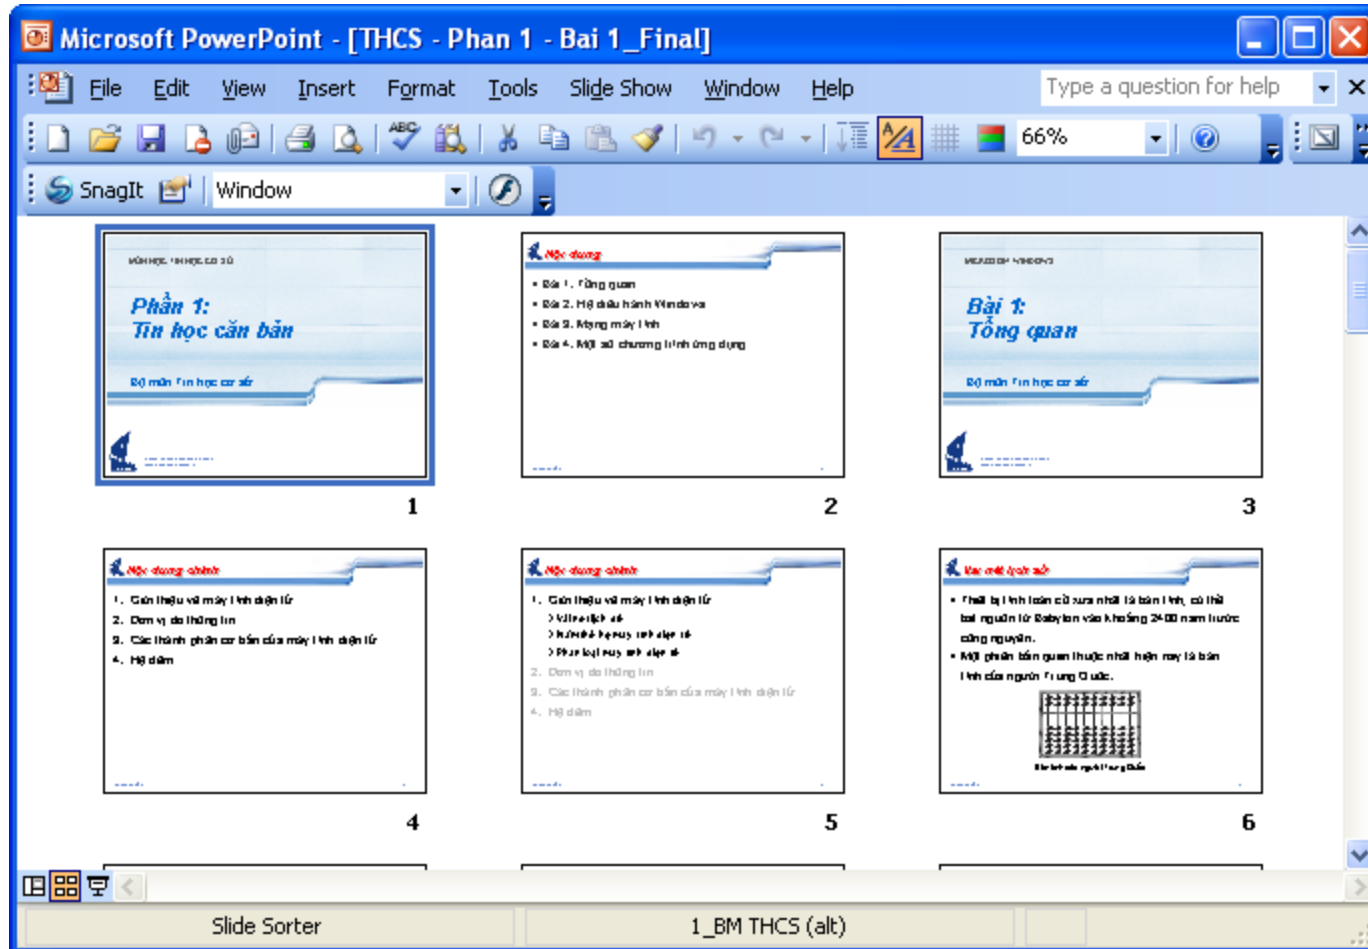 Microsoft PowerPoint - [THCS - Phan 1 - Bai 1_Final]
File Edit View Insert Format Tools Slide Show Window Help Type a question for help
66%
SnagIt Window
MÔN HỌC: TIN HỌC CƠ SỞ
Phần 1:
Tin học căn bản
Bộ môn Tin học cơ sở
1
Nội dung
Bài 1. Tổng quan
Bài 2. Hệ điều hành Windows
Bài 3. Mạng máy tính
Bài 4. Một số chương trình ứng dụng
2
MICROSOFT WINDOWS
Bài 1:
Tổng quan
Bộ môn Tin học cơ sở
3
Nội dung chính
1. Giới thiệu về máy tính điện tử
2. Đơn vị đo thông tin
3. Các thành phần cơ bản của máy tính điện tử
4. Hệ đếm
4
Nội dung chính
1. Giới thiệu về máy tính điện tử
2. Đơn vị đo thông tin
3. Các thành phần cơ bản của máy tính điện tử
4. Hệ đếm
5
Thiết bị tính toán cổ xưa nhất là bàn tính, có thể
bắt nguồn từ Babylon vào khoảng 2400 năm trước
công nguyên.
Một phiên bản quen thuộc nhất hiện nay là bàn
tính của người Trung Quốc.
6
Slide Sorter 1_BM THCS (alt)